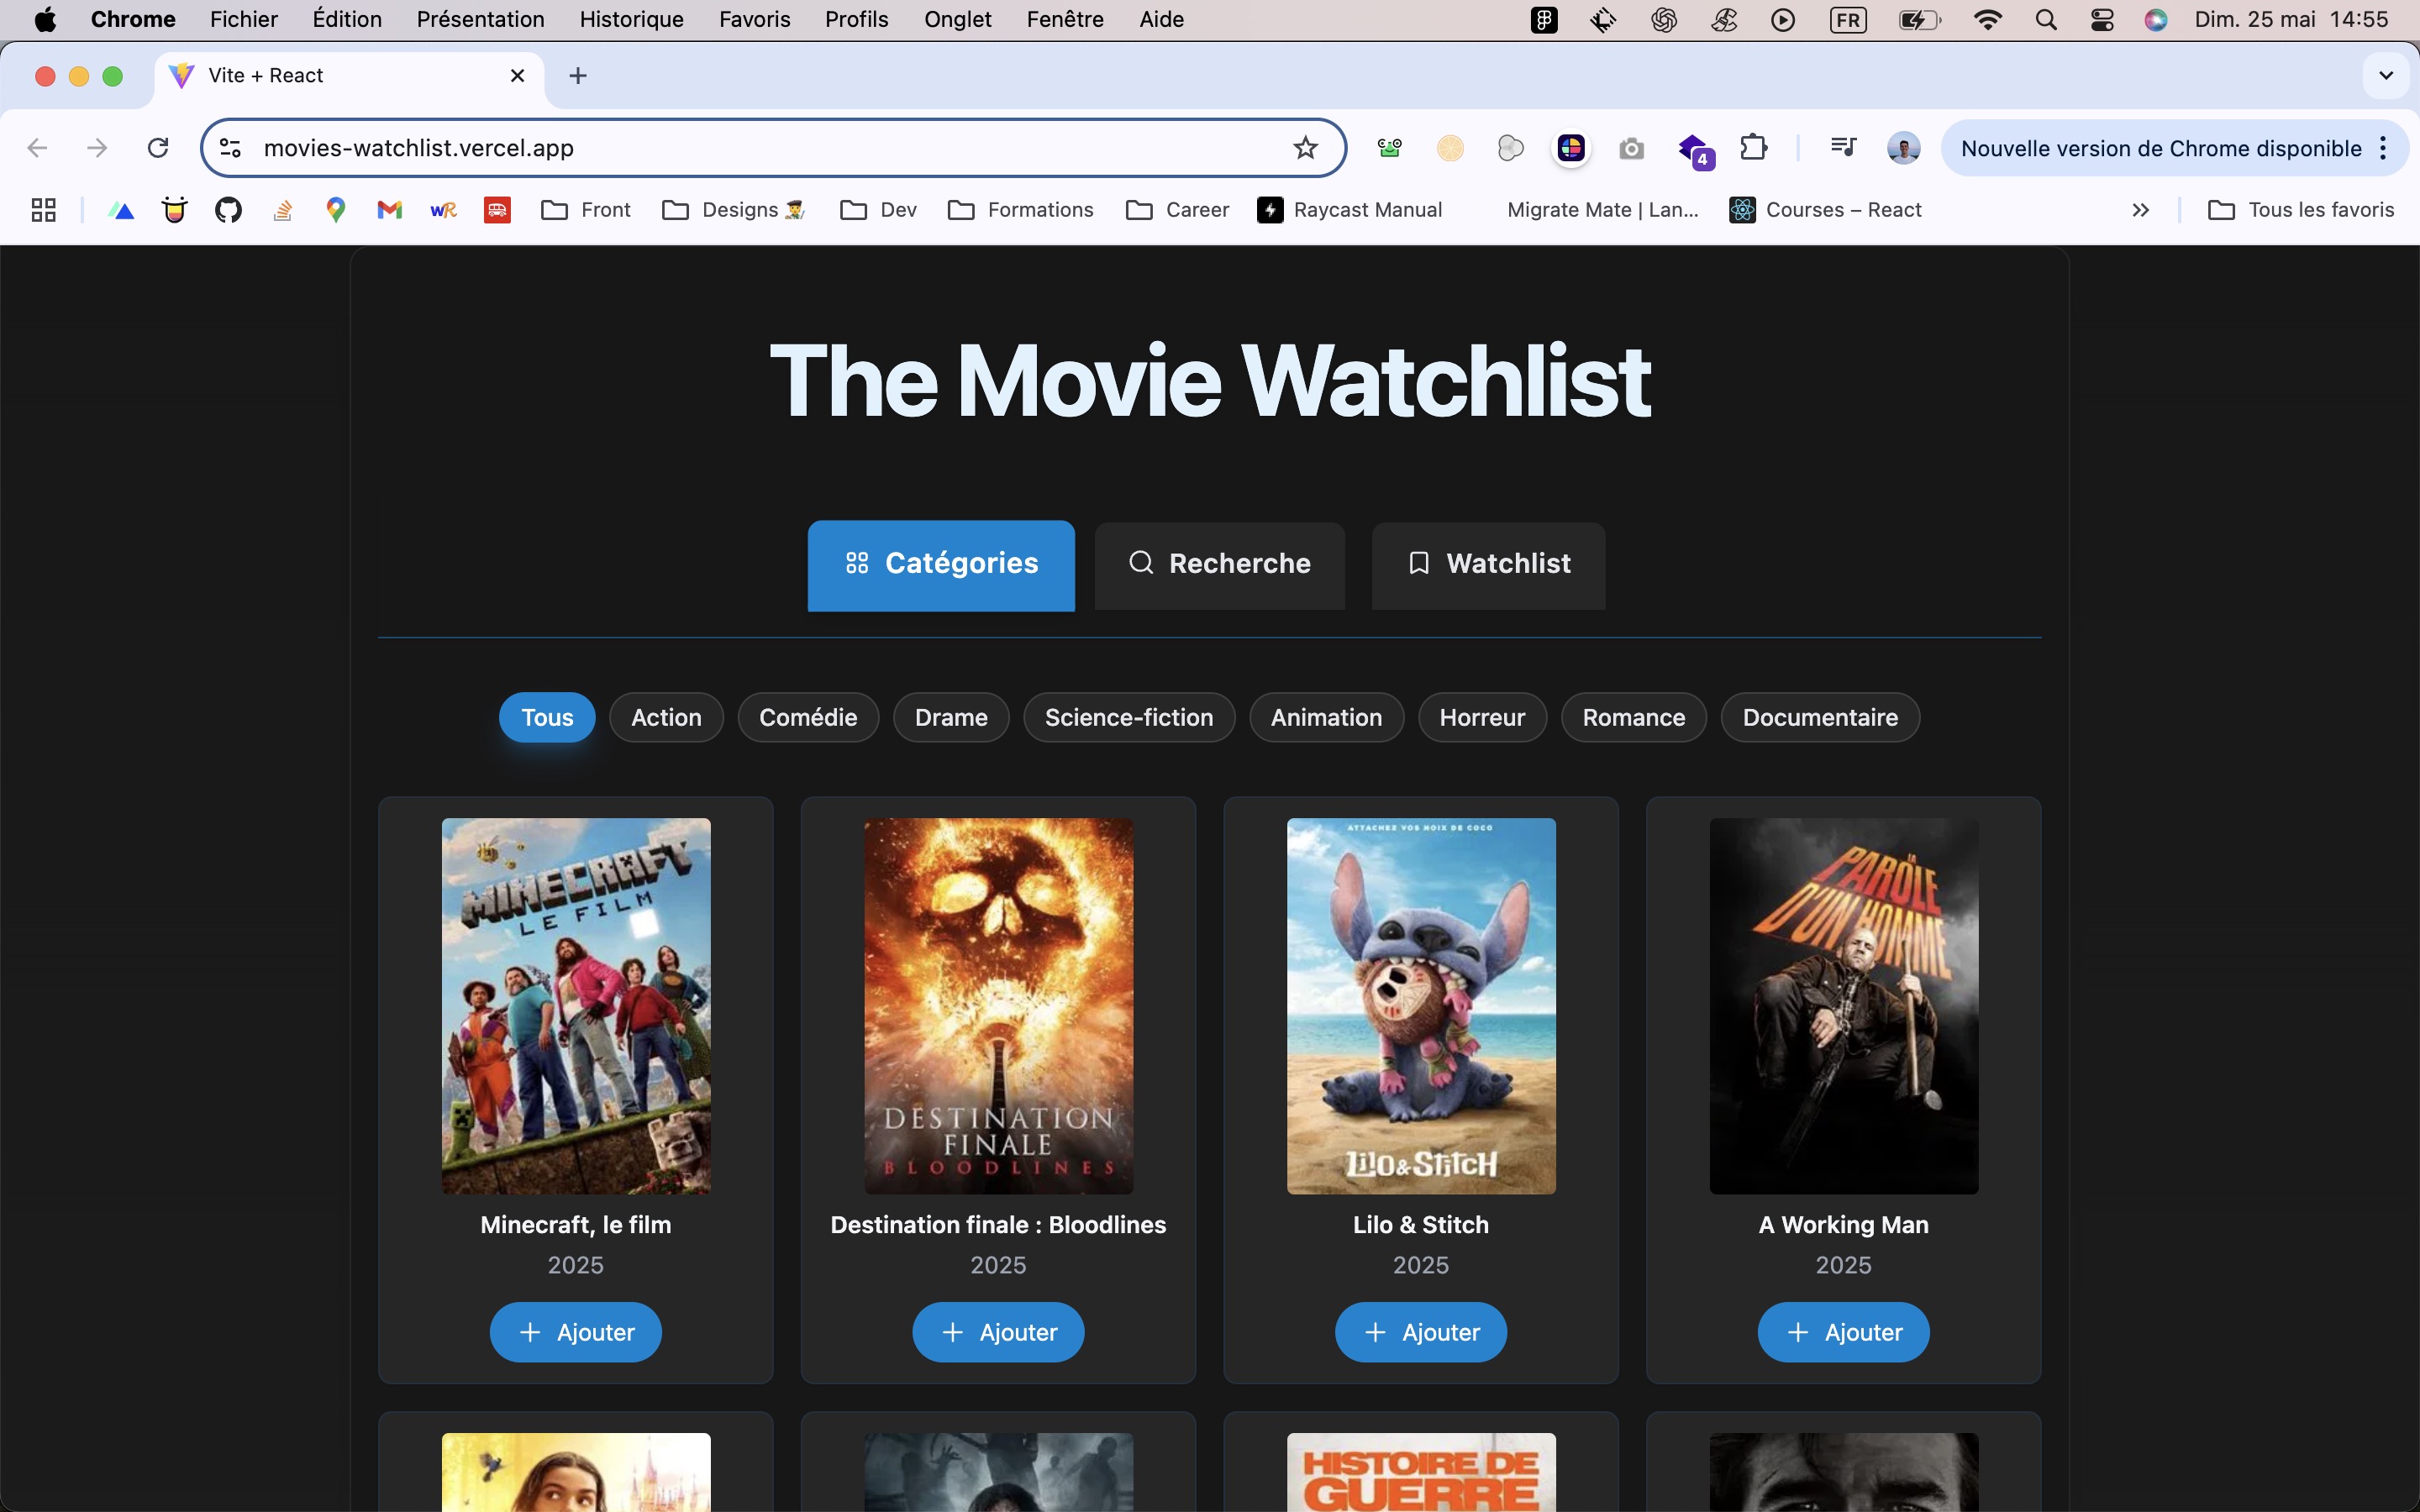 Chrome Fichier Édition Présentation Historique Favoris Profils Onglet Fenêtre Aide FR Dim. 25 mai 14:55
Vite + React
movies-watchlist.vercel.app 4 Nouvelle version de Chrome disponible
wR Front Designs Dev Formations Career Raycast Manual Migrate Mate | Lan... Courses – React Tous les favoris
The Movie Watchlist
Catégories Recherche Watchlist
Tous Action Comédie Drame Science-fiction Animation Horreur Romance Documentaire
MINECRAFT
LE FILM
DESTINATION
FINALE
BLOODLINES
ATTACHEZ VOS NOIX DE COCO
Lilo & Stitch
LA
PAROLE
D'UN HOMME
Minecraft, le film Destination finale : Bloodlines Lilo & Stitch A Working Man
2025 2025 2025 2025
Ajouter Ajouter Ajouter Ajouter
HISTOIRE DE
GUERRE